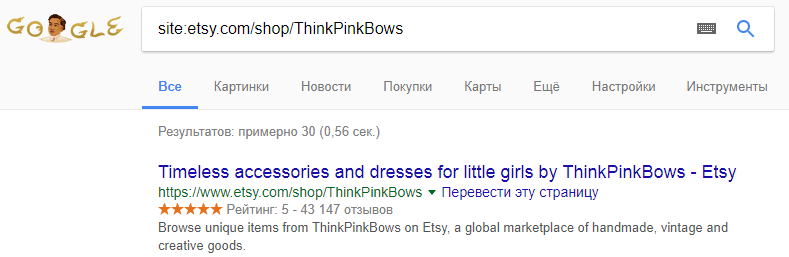 GOOGLE
site:etsy.com/shop/ThinkPinkBows
Все Картинки Новости Покупки Карты Ещё Настройки Инструменты
Результатов: примерно 30 (0,56 сек.)
Timeless accessories and dresses for little girls by ThinkPinkBows - Etsy
https://www.etsy.com/shop/ThinkPinkBows ▼ Перевести эту страницу
★★★★★ Рейтинг: 5 - 43 147 отзывов
Browse unique items from ThinkPinkBows on Etsy, a global marketplace of handmade, vintage and
creative goods.